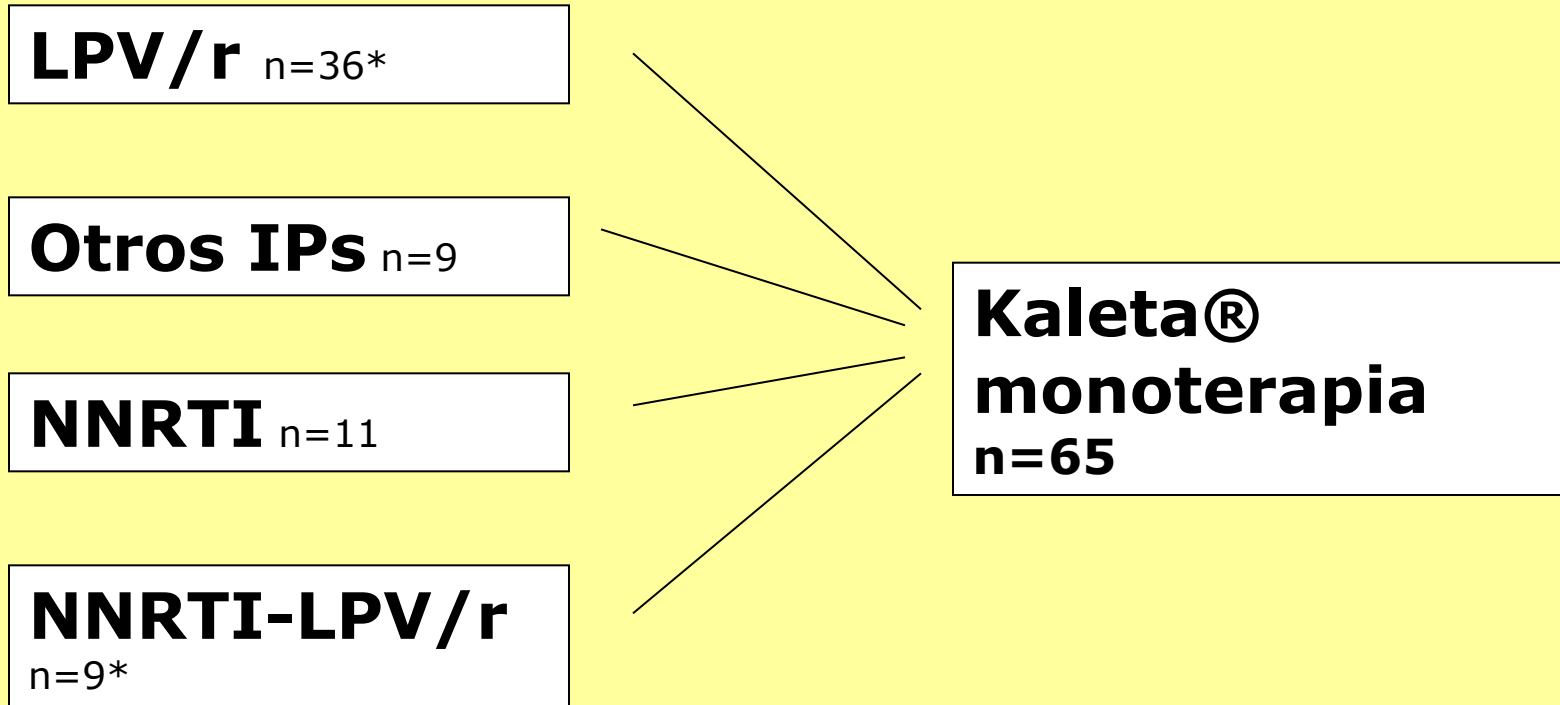 LPV/r n=36*
Otros IPs n=9
NNRTI n=11
NNRTI-LPV/r
n=9*
Kaleta®
monoterapia
n=65